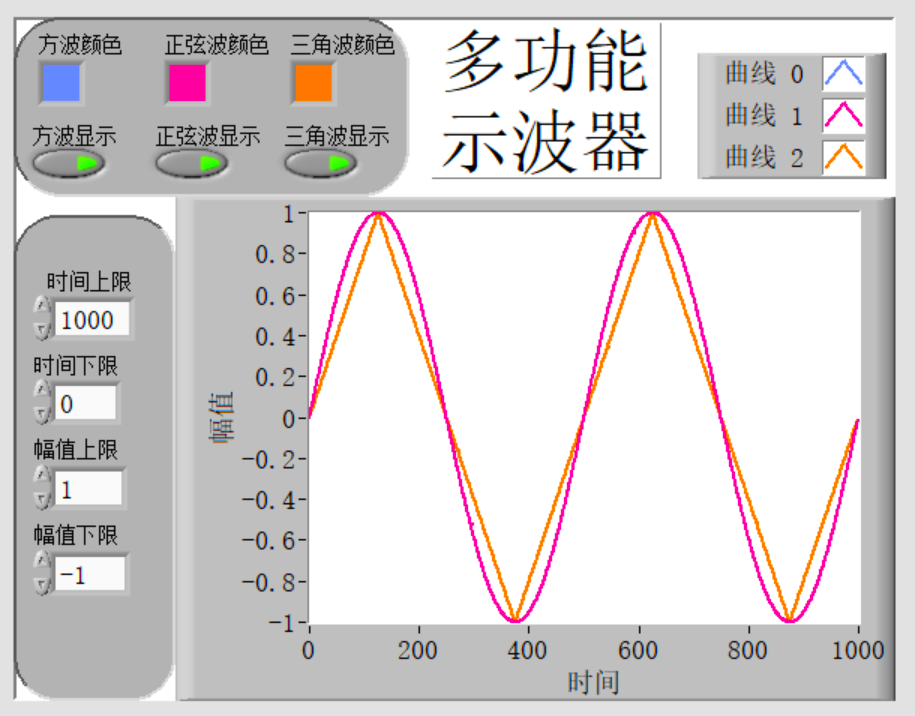 方波颜色 正弦波颜色 三角波颜色
方波显示 正弦波显示 三角波显示
多功能
示波器
曲线 0
曲线 1
曲线 2
时间上限
1000
时间下限
0
幅值上限
1
幅值下限
-1
幅值
1
0.8
0.6
0.4
0.2
0
-0.2
-0.4
-0.6
-0.8
-1
0 200 400 600 800 1000
时间